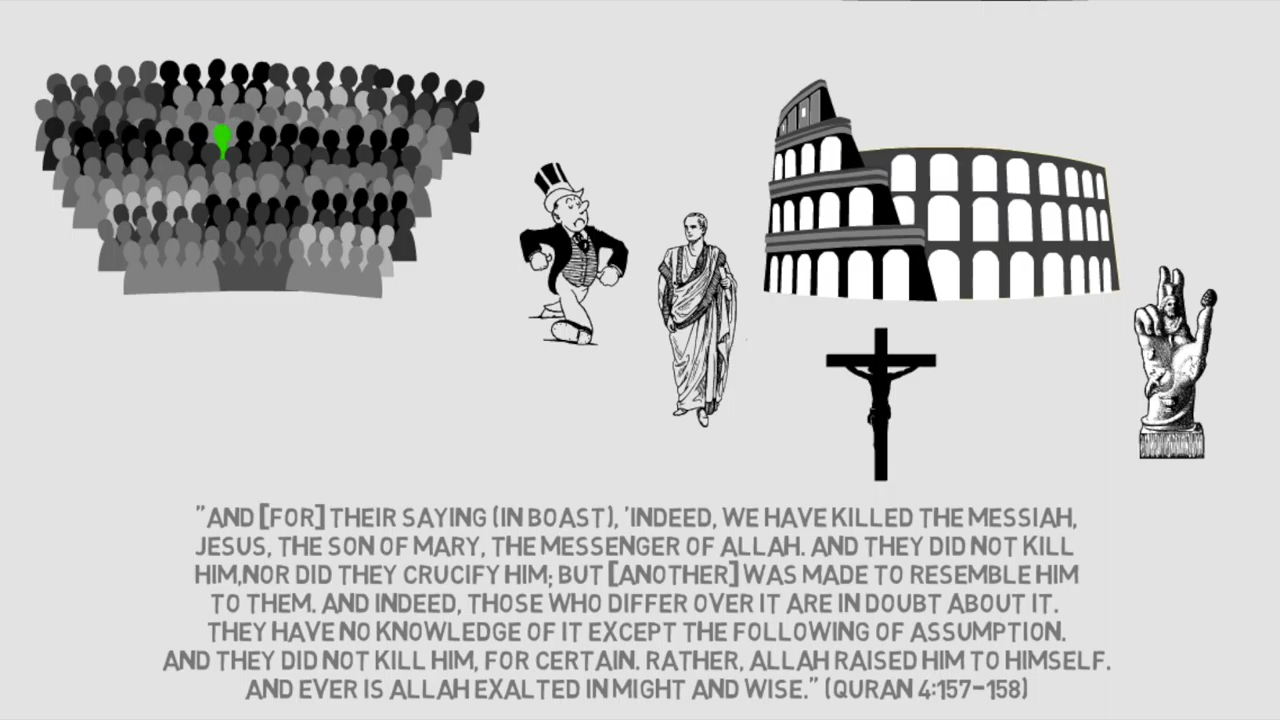 "AND [FOR] THEIR SAYING (IN BOAST), 'INDEED, WE HAVE KILLED THE MESSIAH,
JESUS, THE SON OF MARY, THE MESSENGER OF ALLAH. AND THEY DID NOT KILL
HIM,NOR DID THEY CRUCIFY HIM; BUT [ANOTHER] WAS MADE TO RESEMBLE HIM
TO THEM. AND INDEED, THOSE WHO DIFFER OVER IT ARE IN DOUBT ABOUT IT.
THEY HAVE NO KNOWLEDGE OF IT EXCEPT THE FOLLOWING OF ASSUMPTION.
AND THEY DID NOT KILL HIM, FOR CERTAIN. RATHER, ALLAH RAISED HIM TO HIMSELF.
AND EVER IS ALLAH EXALTED IN MIGHT AND WISE." (QURAN 4:157-158)